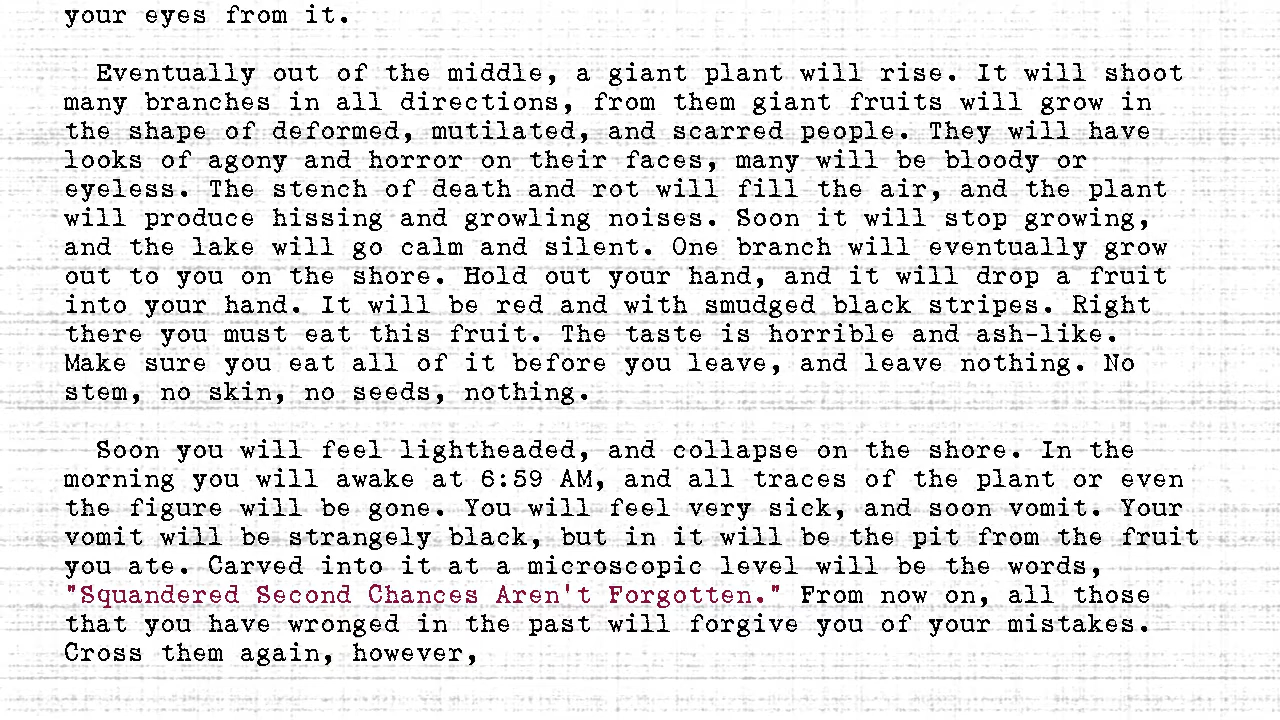 your eyes from it.
Eventually out of the middle, a giant plant will rise. It will shoot
many branches in all directions, from them giant fruits will grow in
the shape of deformed, mutilated, and scarred people. They will have
looks of agony and horror on their faces, many will be bloody or
eyeless. The stench of death and rot will fill the air, and the plant
will produce hissing and growling noises. Soon it will stop growing,
and the lake will go calm and silent. One branch will eventually grow
out to you on the shore. Hold out your hand, and it will drop a fruit
into your hand. It will be red and with smudged black stripes. Right
there you must eat this fruit. The taste is horrible and ash-like.
Make sure you eat all of it before you leave, and leave nothing. No
stem, no skin, no seeds, nothing.
Soon you will feel lightheaded, and collapse on the shore. In the
morning you will awake at 6:59 AM, and all traces of the plant or even
the figure will be gone. You will feel very sick, and soon vomit. Your
vomit will be strangely black, but in it will be the pit from the fruit
you ate. Carved into it at a microscopic level will be the words,
"Squandered Second Chances Aren't Forgotten." From now on, all those
that you have wronged in the past will forgive you of your mistakes.
Cross them again, however,